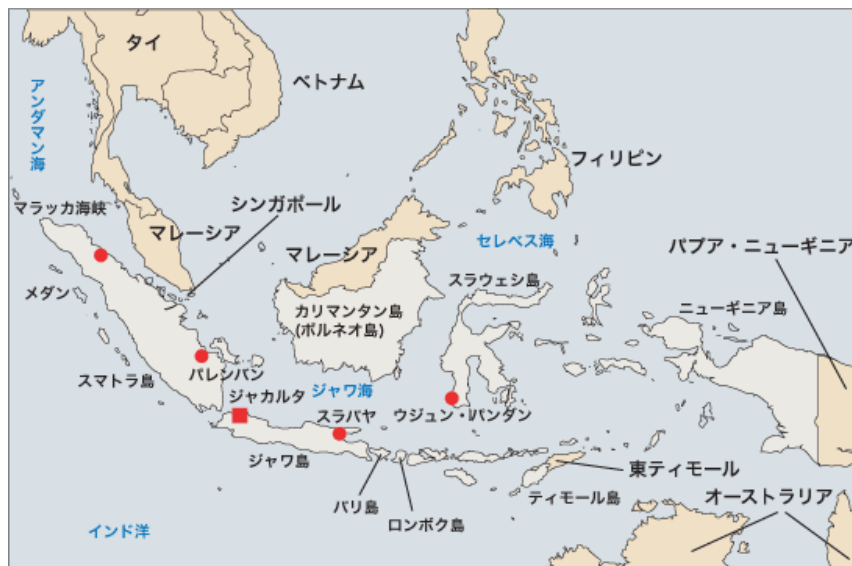 タイ
ベトナム
アンダマン海
フィリピン
マラッカ海峡
シンガポール
マレーシア
マレーシア
セレベス海
パプア・ニューギニア
スラウェシ島
メダン
カリマンタン島
(ボルネオ島)
ニューギニア島
スマトラ島
パレンバン
ジャワ海
ジャカルタ
スラバヤ
ウジュン・パンダン
ジャワ島
東ティモール
バリ島
ロンボク島
ティモール島
オーストラリア
インド洋